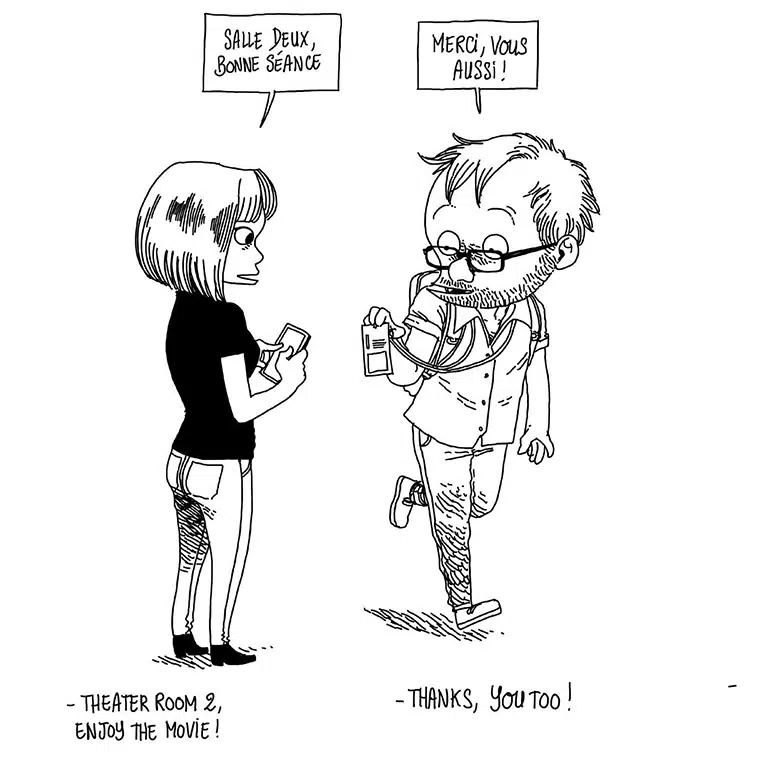 SALLE DEUX,
BONNE SÉANCE
MERCi, VOUS
AUSSi !
- THEATER ROOM 2,
ENJOY THE MOViE !
- THANKS, YOU TOO !
-